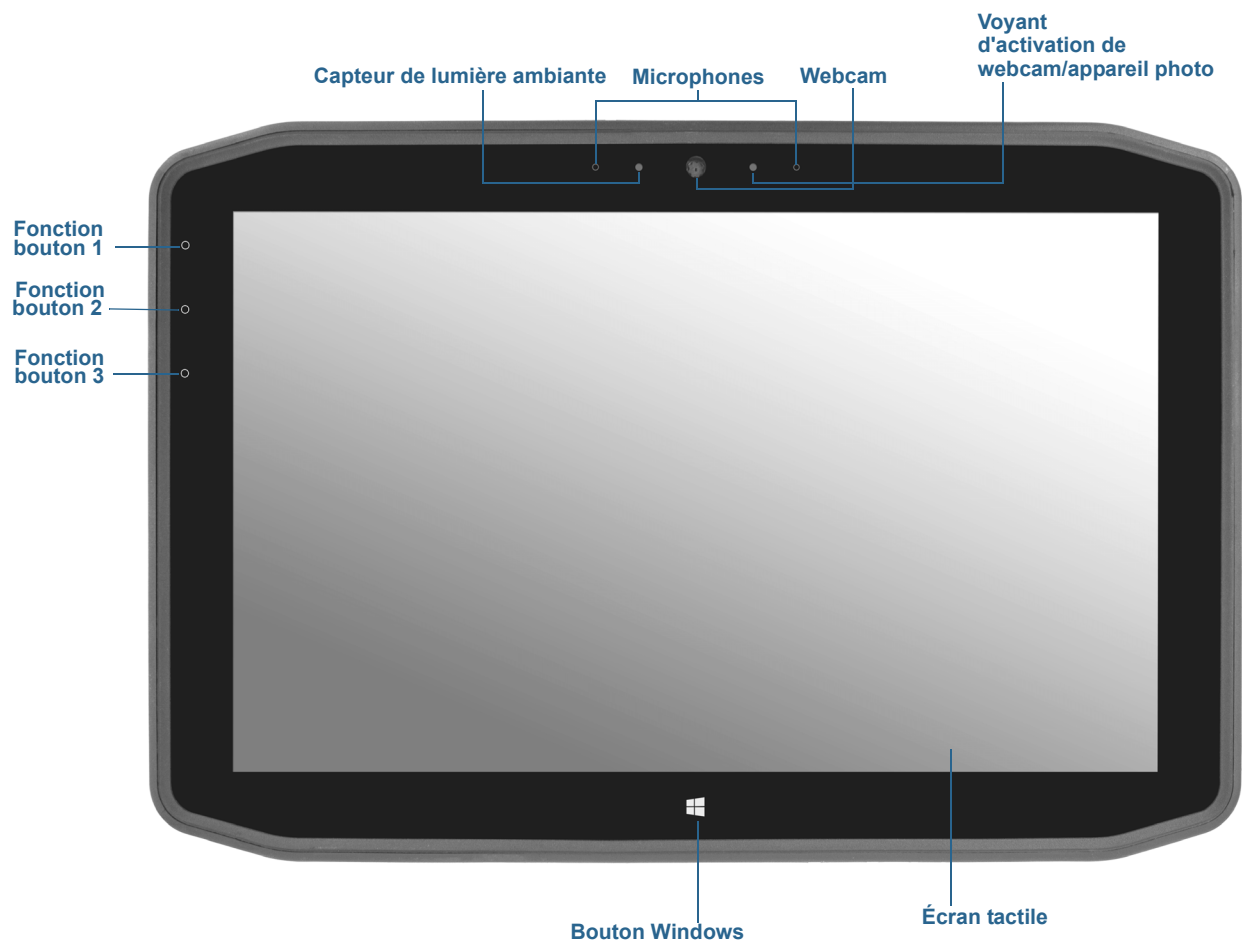 Voyant
d'activation de
webcam/appareil photo
Capteur de lumière ambiante
Microphones
Webcam
Fonction
bouton 1
Fonction
bouton 2
Fonction
bouton 3
Écran tactile
Bouton Windows